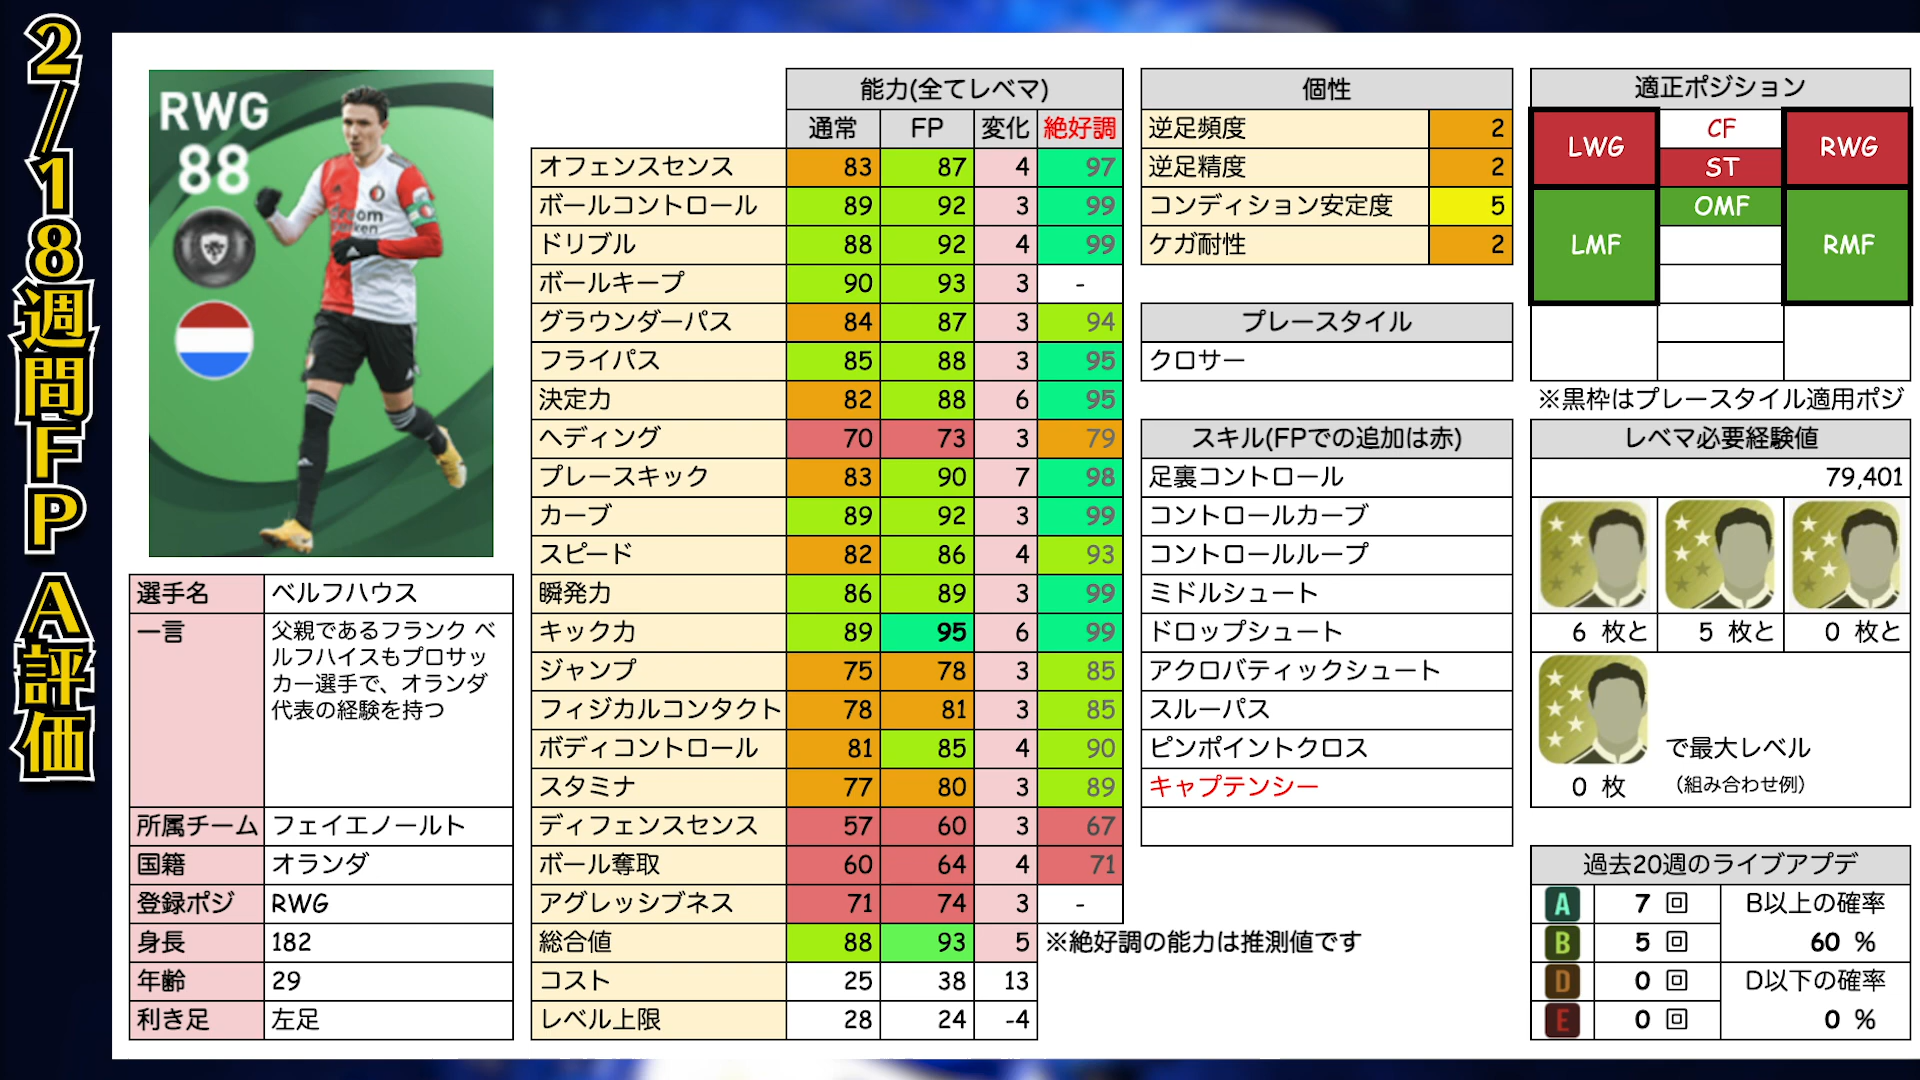 2/18週間FP A評価
RWG
88
選手名 ベルフハウス
一言 父親であるフランク ベ
ルフハイスもプロサッ
カー選手で、オランダ
代表の経験を持つ
所属チーム フェイエノールト
国籍 オランダ
登録ポジ RWG
身長 182
年齢 29
利き足 左足
能力(全てレベマ)
通常 FP 変化 絶好調
オフェンスセンス 83 87 4 97
ボールコントロール 89 92 3 99
ドリブル 88 92 4 99
ボールキープ 90 93 3 -
グラウンダーパス 84 87 3 94
フライパス 85 88 3 95
決定力 82 88 6 95
ヘディング 70 73 3 79
プレースキック 83 90 7 98
カーブ 89 92 3 99
スピード 82 86 4 93
瞬発力 86 89 3 99
キック力 89 95 6 99
ジャンプ 75 78 3 85
フィジカルコンタクト 78 81 3 85
ボディコントロール 81 85 4 90
スタミナ 77 80 3 89
ディフェンスセンス 57 60 3 67
ボール奪取 60 64 4 71
アグレッシブネス 71 74 3 -
総合値 88 93 5 ※絶好調の能力は推測値です
コスト 25 38 13
レベル上限 28 24 -4
個性
逆足頻度 2
逆足精度 2
コンディション安定度 5
ケガ耐性 2
プレースタイル
クロサー
スキル(FPでの追加は赤)
足裏コントロール
コントロールカーブ
コントロールループ
ミドルシュート
ドロップシュート
アクロバティックシュート
スルーパス
ピンポイントクロス
キャプテンシー
適正ポジション
LWG CF RWG
ST
LMF OMF RMF
※黒枠はプレースタイル適用ポジ
レベマ必要経験値
79,401
6 枚と 5 枚と 0 枚と
0 枚 で最大レベル
(組み合わせ例)
過去20週のライブアプデ
A 7 回 B以上の確率
B 5 回 60 %
D 0 回 D以下の確率
E 0 回 0 %